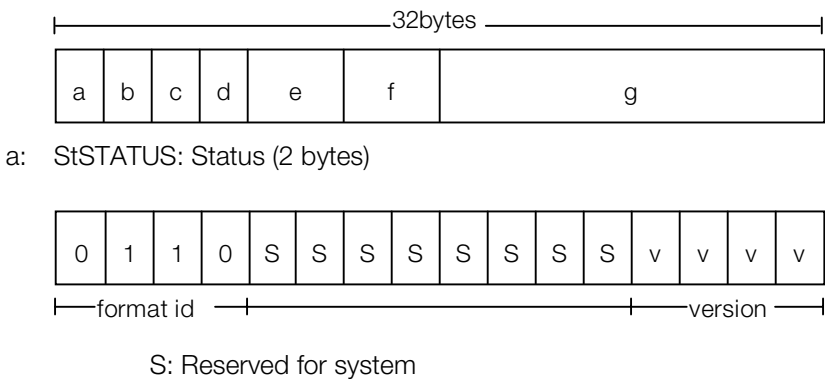 32bytes
a b c d e f g
a: StSTATUS: Status (2 bytes)
0 1 1 0 S S S S S S S S v v v v
format id version
S: Reserved for system